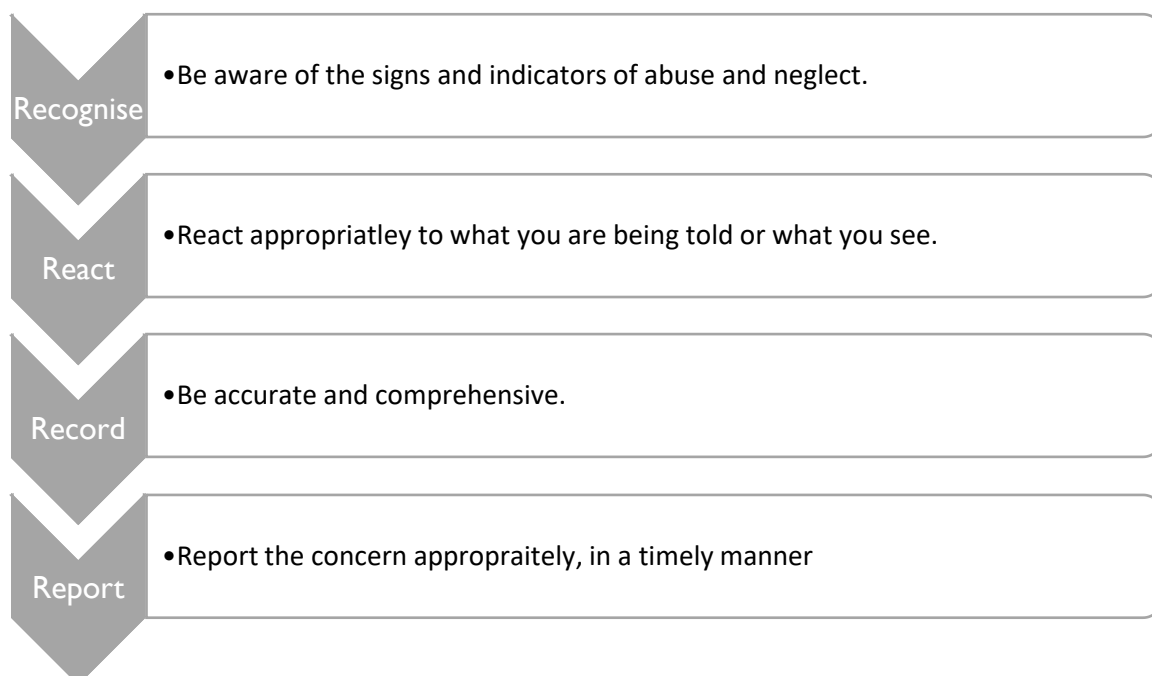 Recognise
•Be aware of the signs and indicators of abuse and neglect.
React
•React appropriatley to what you are being told or what you see.
Record
•Be accurate and comprehensive.
Report
•Report the concern appropraitely, in a timely manner